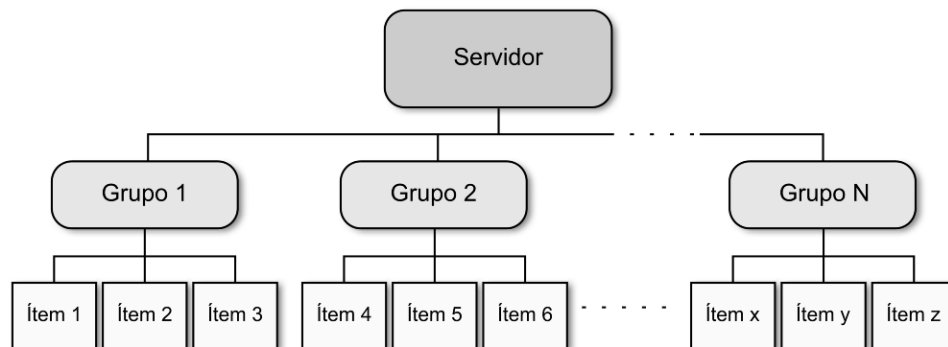 Servidor
Grupo 1
Grupo 2
Grupo N
Ítem 1
Ítem 2
Ítem 3
Ítem 4
Ítem 5
Ítem 6
Ítem x
Ítem y
Ítem z